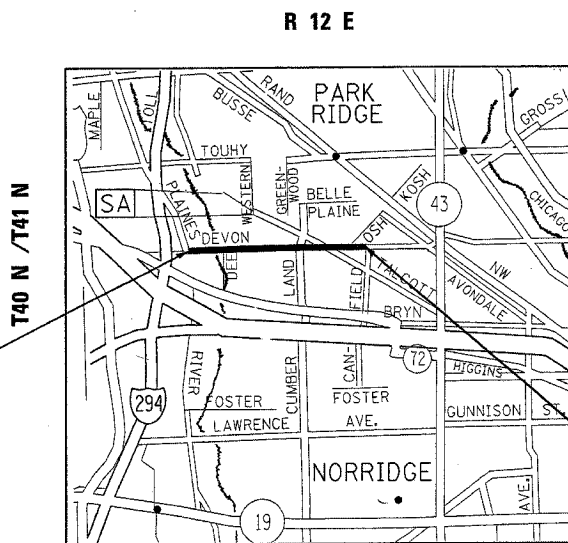 R 12 E
T40 N / T41 N
MAPLE
TOLL
BUSSE
RAND
PARK
RIDGE
GROSS
TOUHY
WESTERN
GREEN-
WOOD
BELLE
PLAINE
KOSH
OSH
43
CHICAGO
SA
PLAINES
DES
DEVON
LAND
FIELD
TALCOTT
NW
AVONDALE
BRYN
72
HIGGINS
RIVER
CUMBER
CAN-
294
FOSTER
FOSTER
LAWRENCE
AVE.
GUNNISON ST.
NORRIDGE
AVE.
19